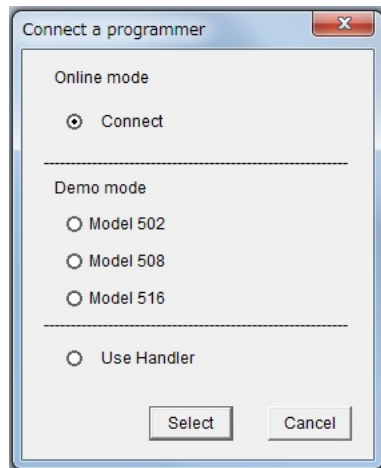 Connect a programmer
Online mode
Connect
Demo mode
Model 502
Model 508
Model 516
Use Handler
Select Cancel